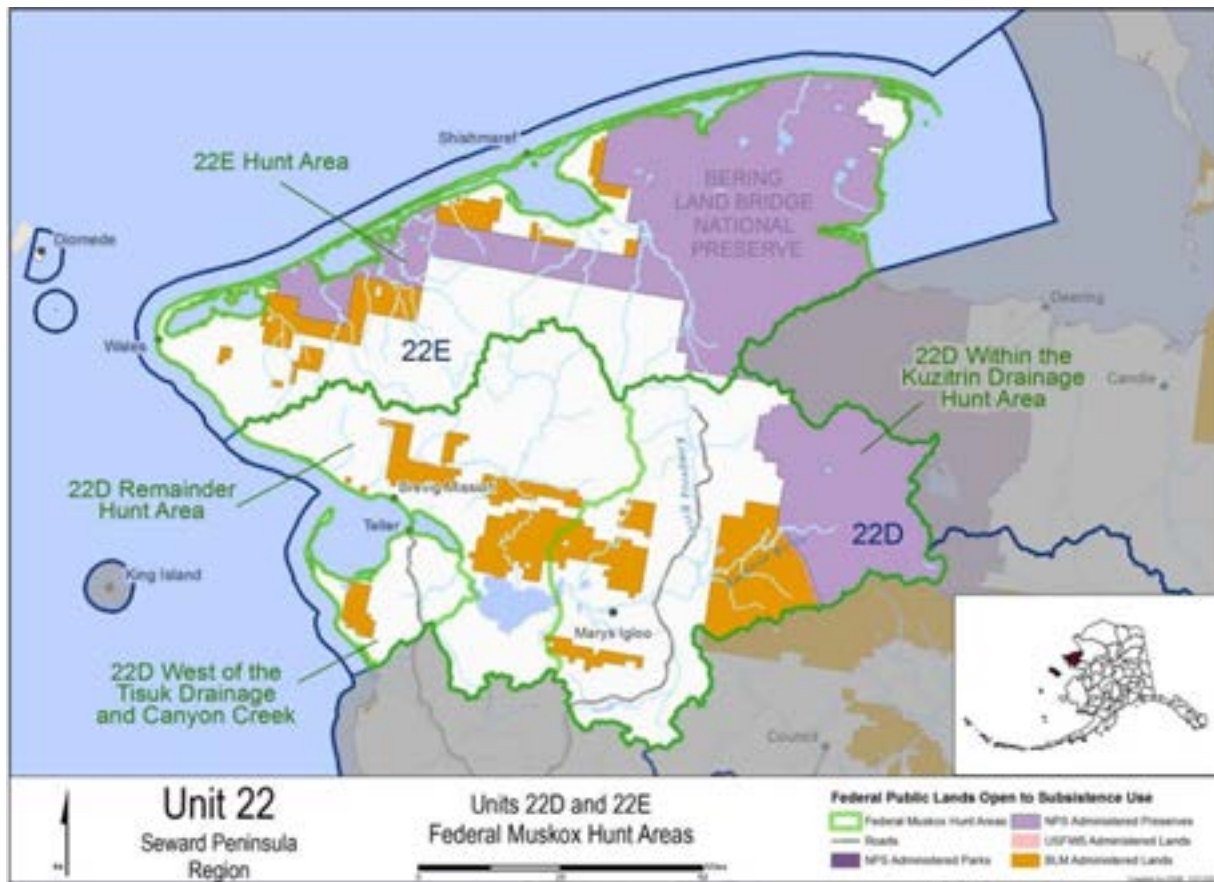 Shishmaref
22E Hunt Area
BERING
LAND BRIDGE
NATIONAL
PRESERVE
Diomede
Deering
Wales
22E
22D Within the
Kuzitrin Drainage
Hunt Area
Candle
22D Remainder
Hunt Area
Brevig Mission
Teller
22D
King Island
Marys Igloo
22D West of the
Tisuk Drainage
and Canyon Creek
Council
Unit 22
Seward Peninsula
Region
Units 22D and 22E
Federal Muskox Hunt Areas
Federal Public Lands Open to Subsistence Use
Federal Muskox Hunt Areas
NPS Administered Preserves
Roads
USFWS Administered Lands
NPS Administered Parks
BLM Administered Lands